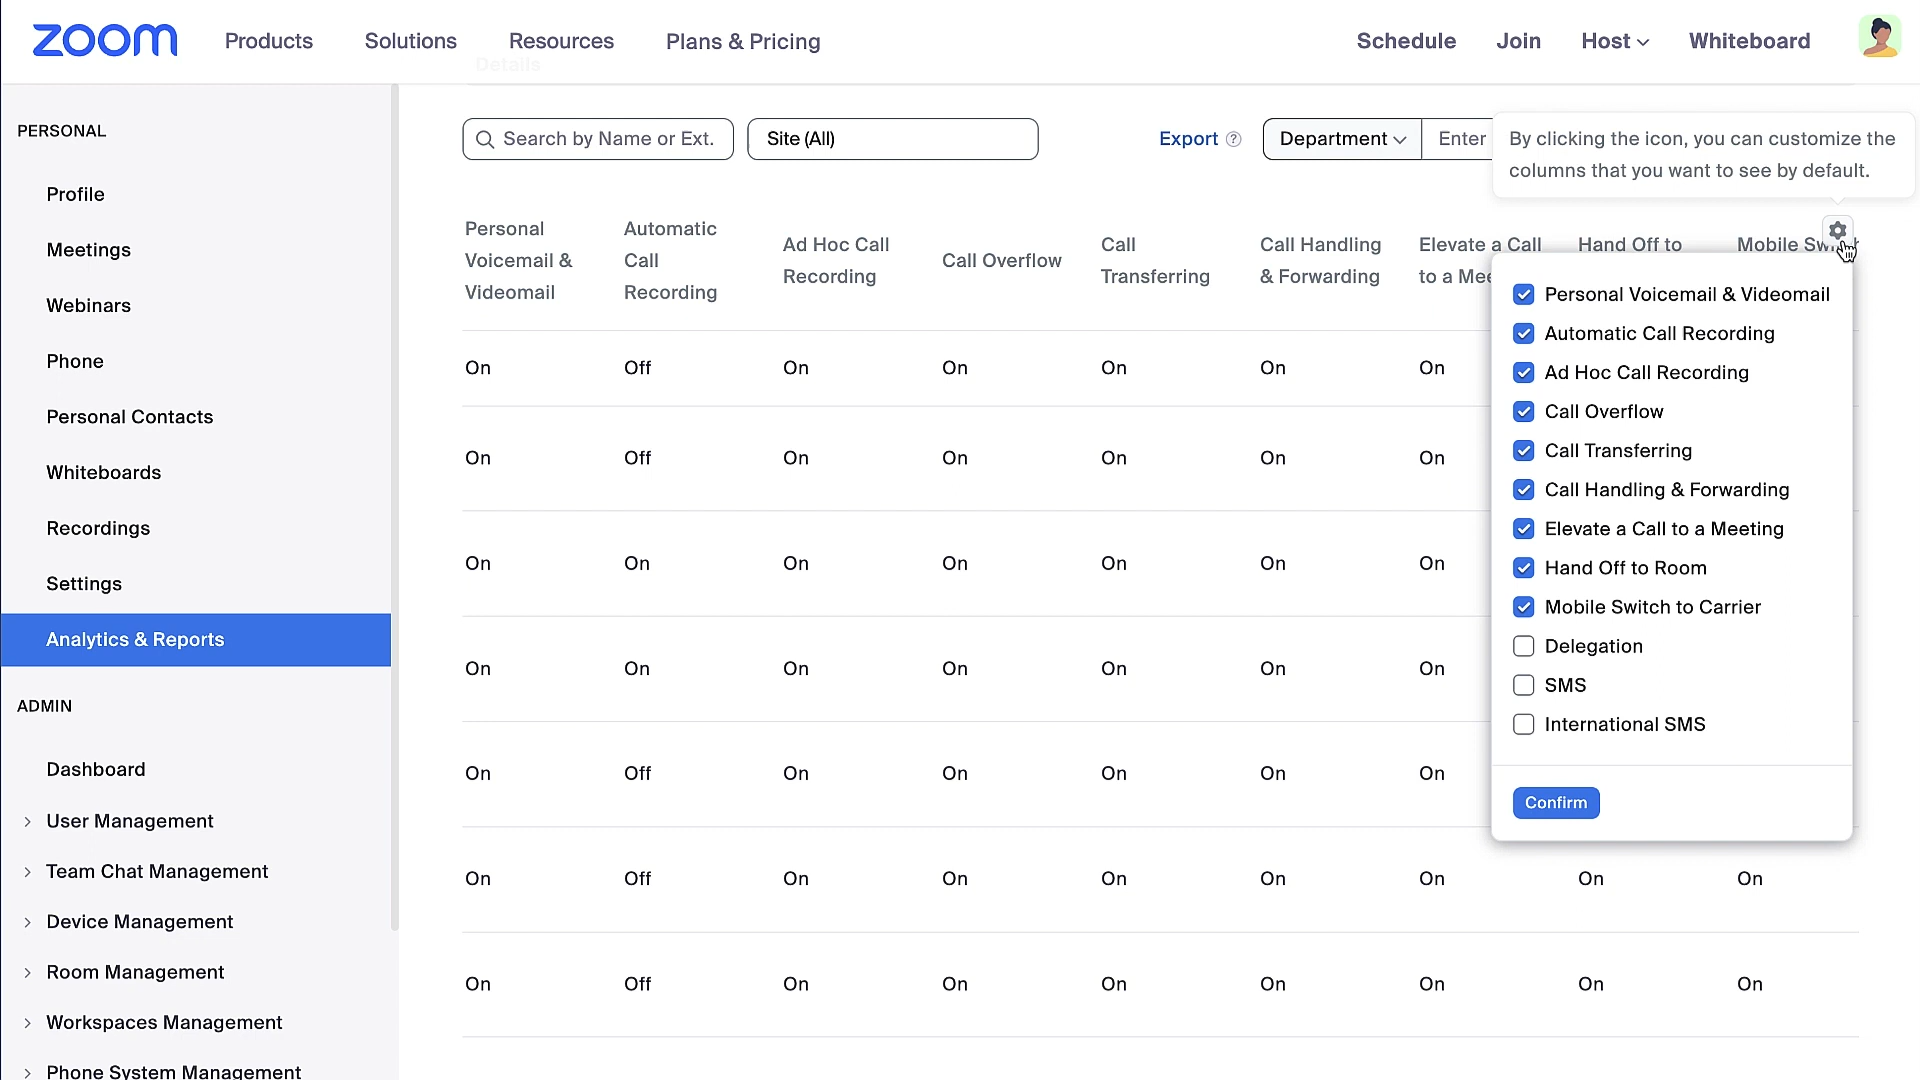 zoom
Products
Solutions
Resources
Plans & Pricing
Schedule
Join
Host
Whiteboard
Details
PERSONAL
Profile
Meetings
Webinars
Phone
Personal Contacts
Whiteboards
Recordings
Settings
Analytics & Reports
ADMIN
Dashboard
User Management
Team Chat Management
Device Management
Room Management
Workspaces Management
Phone System Management
Search by Name or Ext.
Site (All)
Export ?
Department
Enter
By clicking the icon, you can customize the
columns that you want to see by default.
Personal
Voicemail &
Videomail
Automatic
Call
Recording
Ad Hoc Call
Recording
Call Overflow
Call
Transferring
Call Handling
& Forwarding
Elevate a Call
to a Mee
Hand Off to
Mobile Sw
On Off On On On On On
On Off On On On On On
On On On On On On On
On On On On On On On
On Off On On On On On
On Off On On On On On On On
On Off On On On On On On On
Personal Voicemail & Videomail
Automatic Call Recording
Ad Hoc Call Recording
Call Overflow
Call Transferring
Call Handling & Forwarding
Elevate a Call to a Meeting
Hand Off to Room
Mobile Switch to Carrier
Delegation
SMS
International SMS
Confirm